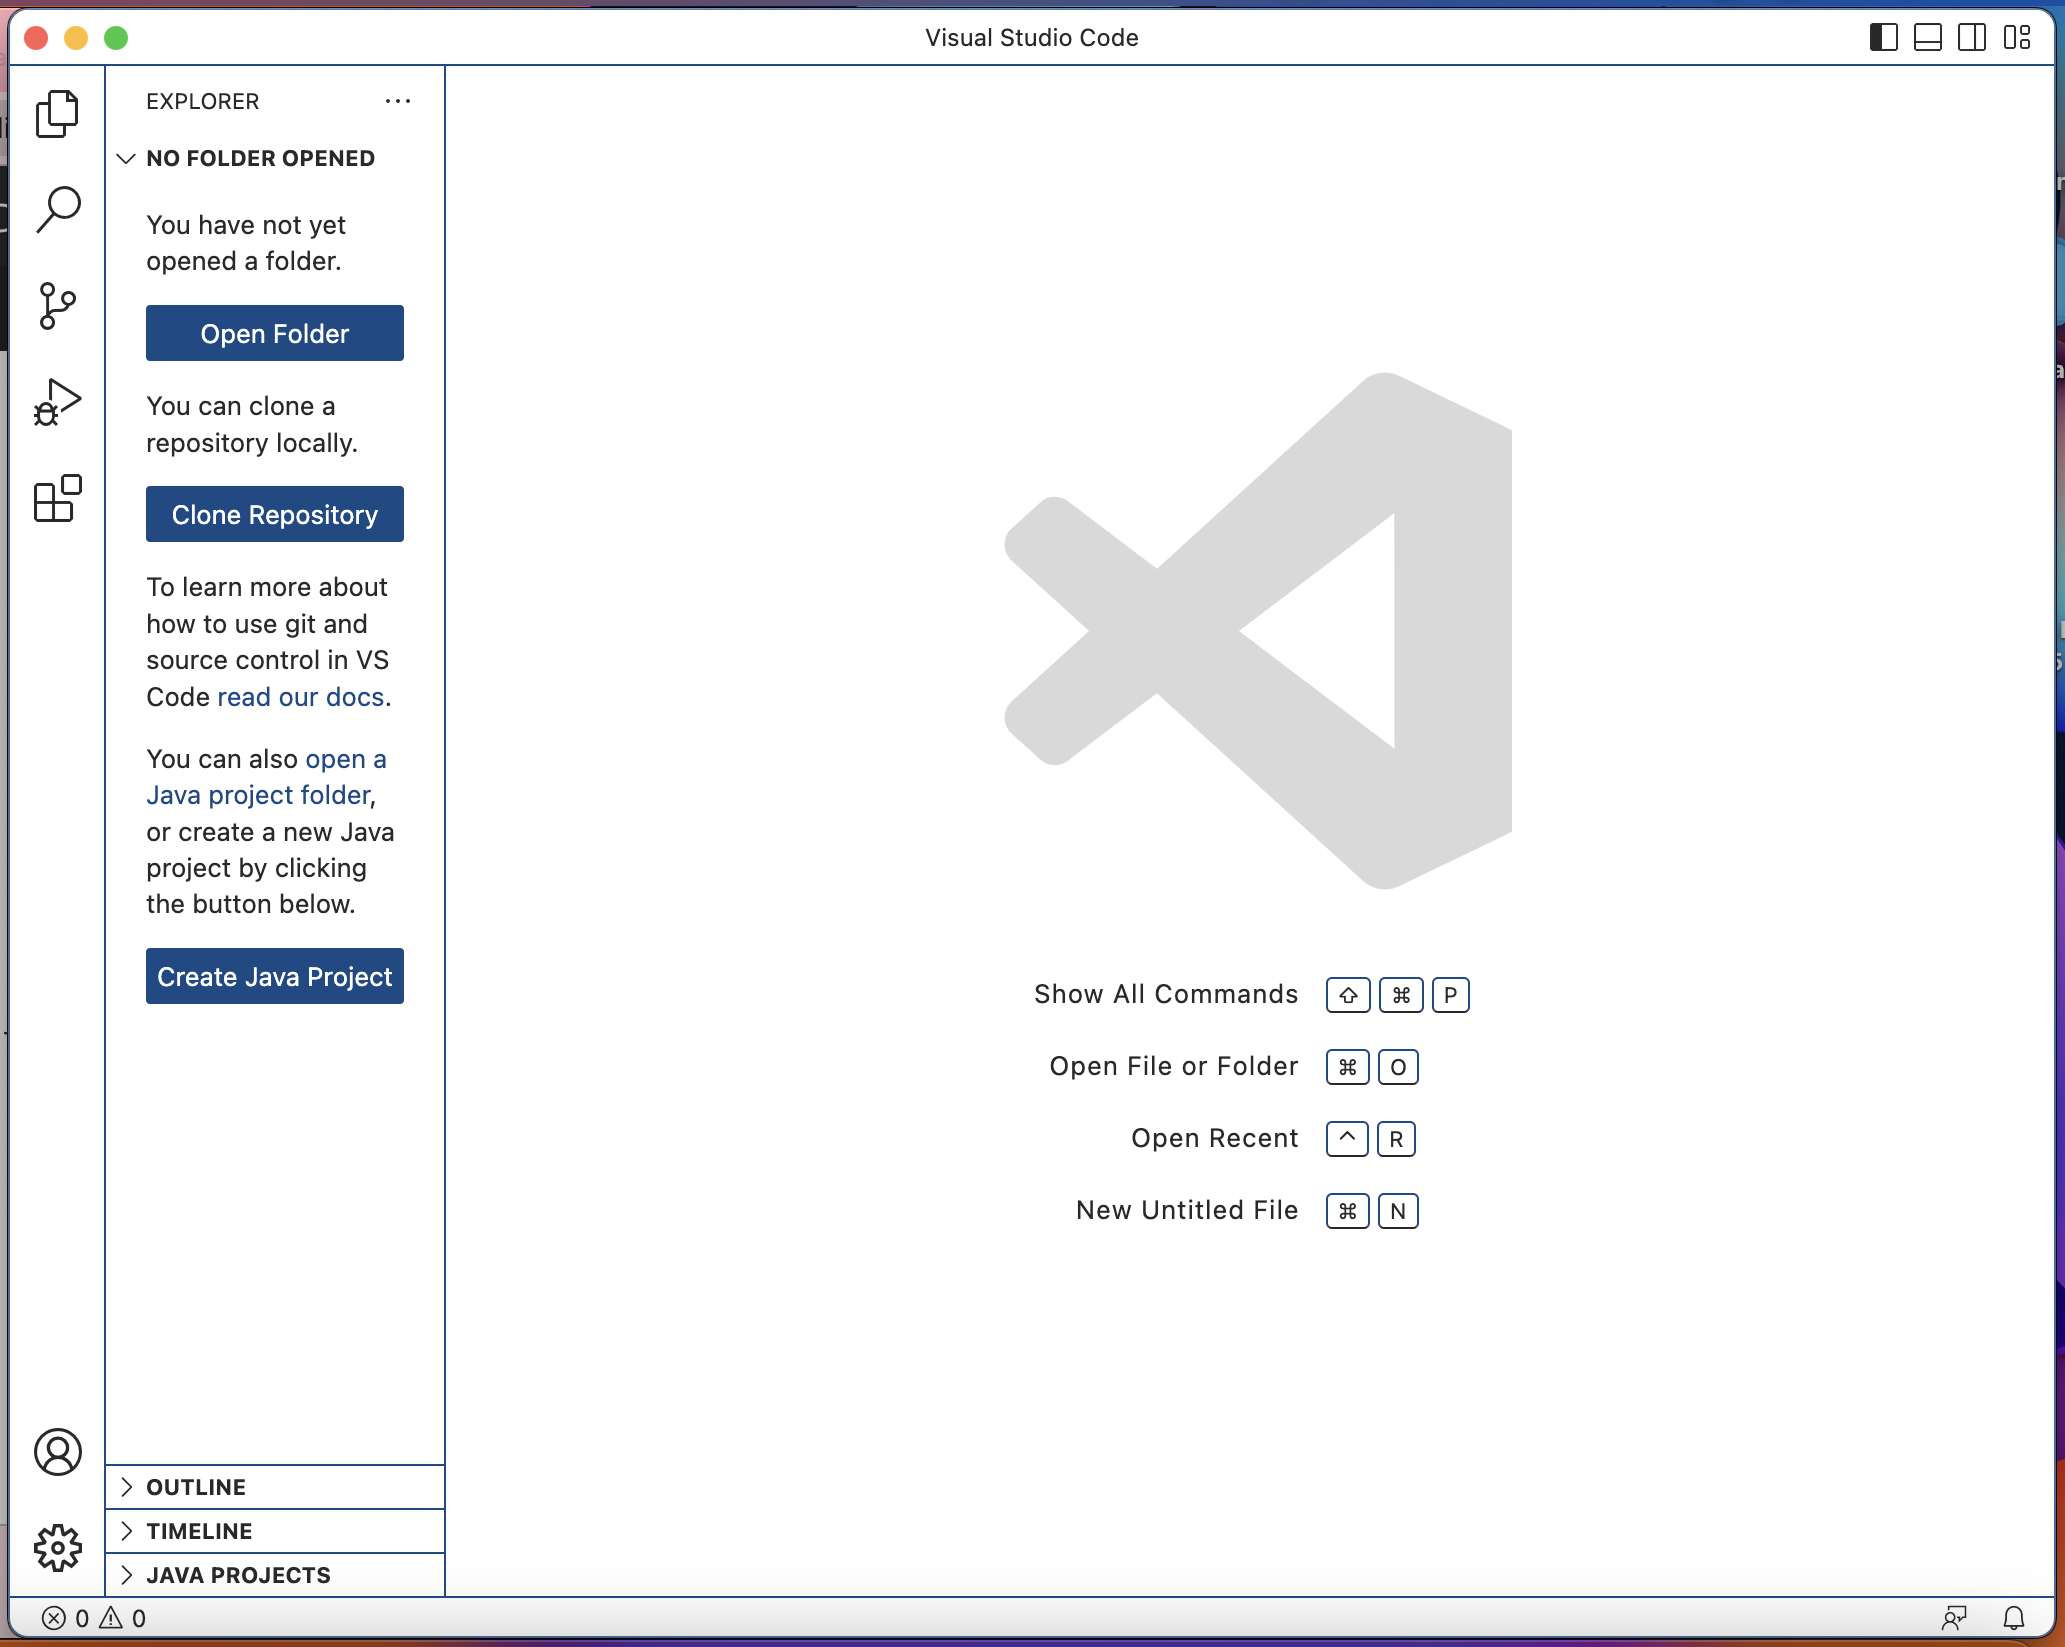 Visual Studio Code
EXPLORER
NO FOLDER OPENED
You have not yet
opened a folder.
Open Folder
You can clone a
repository locally.
Clone Repository
To learn more about
how to use git and
source control in VS
Code read our docs.
You can also open a
Java project folder,
or create a new Java
project by clicking
the button below.
Create Java Project
Show All Commands ⇧ ⌘ P
Open File or Folder ⌘ O
Open Recent ^ R
New Untitled File ⌘ N
OUTLINE
TIMELINE
JAVA PROJECTS
0 0